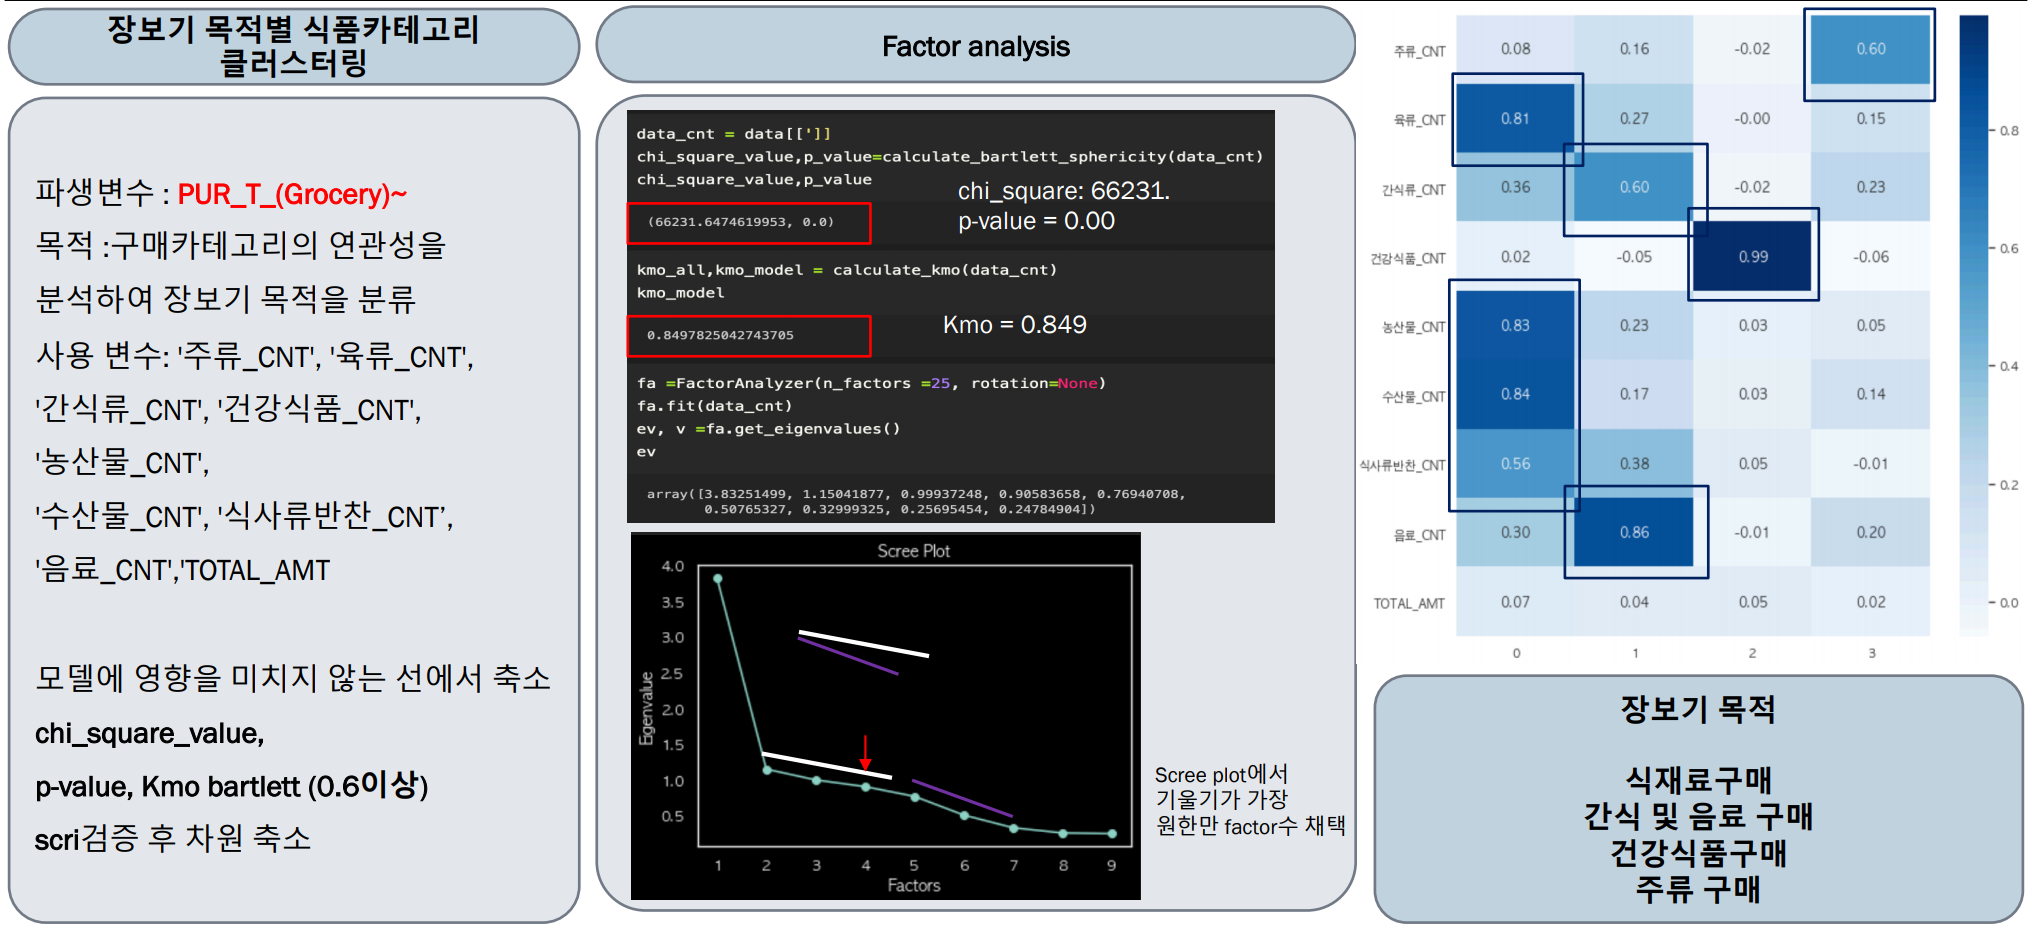 장보기 목적별 식품카테고리
클러스터링
파생변수 : PUR_T_(Grocery)~
목적 :구매카테고리의 연관성을
분석하여 장보기 목적을 분류
사용 변수: '주류_CNT', '육류_CNT',
'간식류_CNT', '건강식품_CNT',
'농산물_CNT',
'수산물_CNT', '식사류반찬_CNT’,
'음료_CNT','TOTAL_AMT
모델에 영향을 미치지 않는 선에서 축소
chi_square_value,
p-value, Kmo bartlett (0.6이상)
scri검증 후 차원 축소
Factor analysis
data_cnt = data[[']]
chi_square_value,p_value=calculate_bartlett_sphericity(data_cnt)
chi_square_value,p_value
chi_square: 66231.
p-value = 0.00
(66231.6474619953, 0.0)
kmo_all,kmo_model = calculate_kmo(data_cnt)
kmo_model
Kmo = 0.849
0.8497825042743705
fa =FactorAnalyzer(n_factors =25, rotation=None)
fa.fit(data_cnt)
ev, v =fa.get_eigenvalues()
ev
array([3.83251499, 1.15041877, 0.99937248, 0.90583658, 0.76940708,
0.50765327, 0.32999325, 0.25695454, 0.24784904])
Scree Plot
4.0
3.5
3.0
2.5
2.0
1.5
1.0
0.5
Eigenvalue
1 2 3 4 5 6 7 8 9
Factors
Scree plot에서
기울기가 가장
원한만 factor수 채택
주류_CNT 0.08 0.16 -0.02 0.60
육류_CNT 0.81 0.27 -0.00 0.15
간식류_CNT 0.36 0.60 -0.02 0.23
건강식품_CNT 0.02 -0.05 0.99 -0.06
농산물_CNT 0.83 0.23 0.03 0.05
수산물_CNT 0.84 0.17 0.03 0.14
식사류반찬_CNT 0.56 0.38 0.05 -0.01
음료_CNT 0.30 0.86 -0.01 0.20
TOTAL_AMT 0.07 0.04 0.05 0.02
0 1 2 3
0.8
0.6
0.4
0.2
0.0
장보기 목적
식재료구매
간식 및 음료 구매
건강식품구매
주류 구매